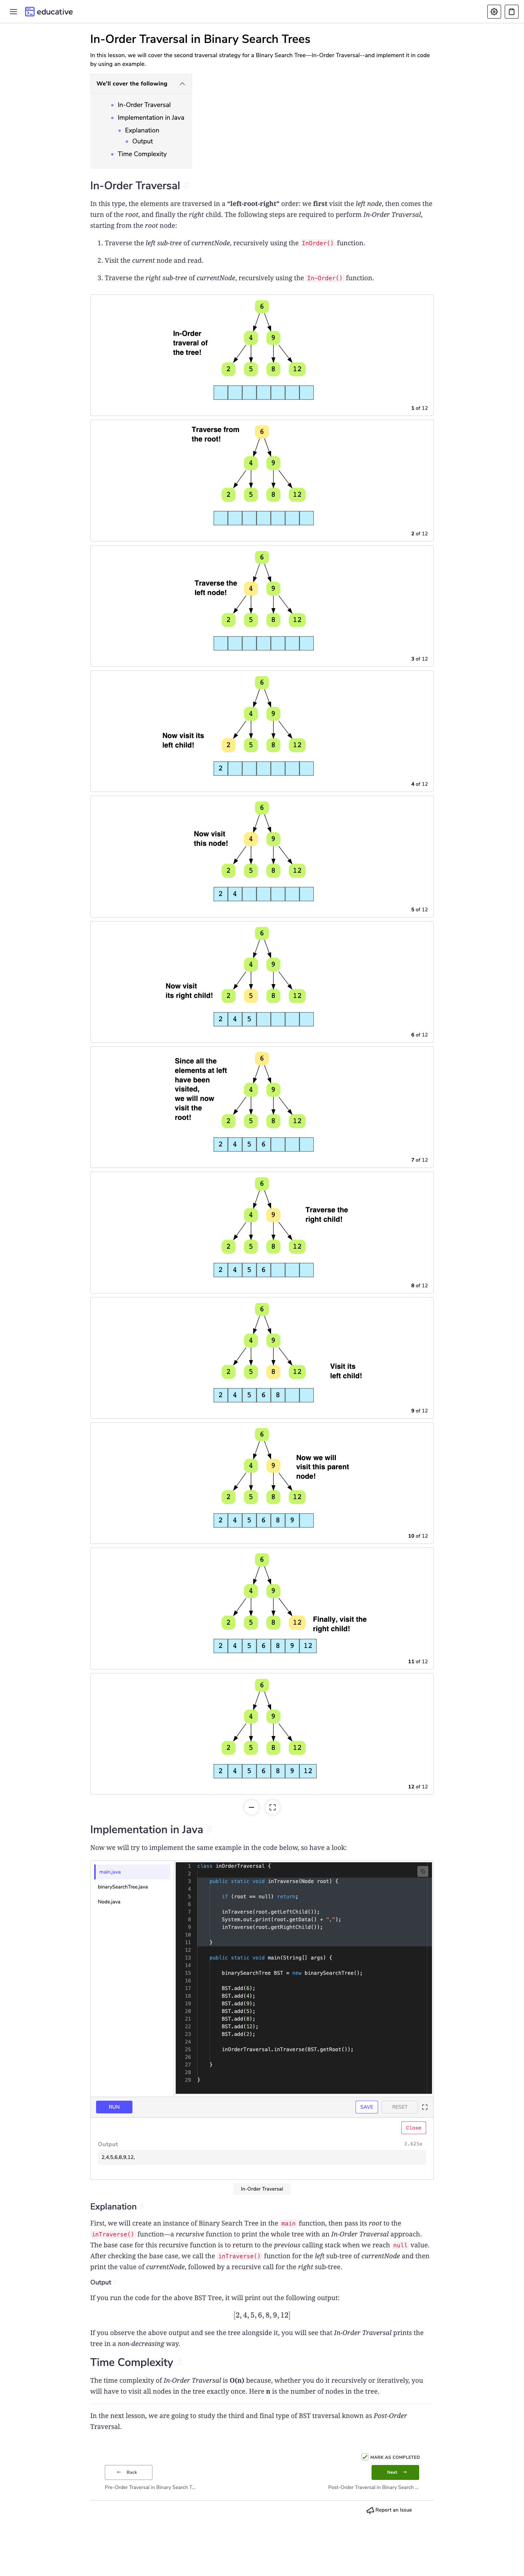 educative
In-Order Traversal in Binary Search Trees
In this lesson, we will cover the second traversal strategy for a Binary Search Tree—In-Order Traversal--and implement it in code
by using an example.
We'll cover the following
In-Order Traversal
Implementation in Java
Explanation
Output
Time Complexity
In-Order Traversal
In this type, the elements are traversed in a "left-root-right" order: we first visit the left node, then comes the
turn of the root, and finally the right child. The following steps are required to perform In-Order Traversal,
starting from the root node:
1. Traverse the left sub-tree of currentNode, recursively using the InOrder() function.
2. Visit the current node and read.
3. Traverse the right sub-tree of currentNode, recursively using the In-Order() function.
6
In-Order
traveral of
the tree!
4 9
2 5 8 12
1 of 12
Traverse from
the root!
6
4 9
2 5 8 12
2 of 12
6
Traverse the
left node!
4 9
2 5 8 12
3 of 12
6
4 9
Now visit its
left child!
2 5 8 12
2
4 of 12
6
Now visit
this node!
4 9
2 5 8 12
2 4
5 of 12
6
4 9
Now visit
its right child!
2 5 8 12
2 4 5
6 of 12
Since all the
elements at left
have been
visited,
we will now
visit the
root!
6
4 9
2 5 8 12
2 4 5 6
7 of 12
6
4 9
Traverse the
right child!
2 5 8 12
2 4 5 6
8 of 12
6
4 9
2 5 8 12
Visit its
left child!
2 4 5 6 8
9 of 12
6
4 9
Now we will
visit this parent
node!
2 5 8 12
2 4 5 6 8 9
10 of 12
6
4 9
2 5 8 12
Finally, visit the
right child!
2 4 5 6 8 9 12
11 of 12
6
4 9
2 5 8 12
2 4 5 6 8 9 12
12 of 12
Implementation in Java
Now we will try to implement the same example in the code below, so have a look:
main.java
binarySearchTree.java
Node.java
1 class inOrderTraversal {
2
3 public static void inTraverse(Node root) {
4
5 if (root == null) return;
6
7 inTraverse(root.getLeftChild());
8 System.out.print(root.getData() + ",");
9 inTraverse(root.getRightChild());
10
11 }
12
13 public static void main(String[] args) {
14
15 binarySearchTree BST = new binarySearchTree();
16
17 BST.add(6);
18 BST.add(4);
19 BST.add(9);
20 BST.add(5);
21 BST.add(8);
22 BST.add(12);
23 BST.add(2);
24
25 inOrderTraversal.inTraverse(BST.getRoot());
26
27 }
28
29 }
RUN
SAVE
RESET
Close
Output
2.625s
2,4,5,6,8,9,12,
In-Order Traversal
Explanation
First, we will create an instance of Binary Search Tree in the main function, then pass its root to the
inTraverse() function—a recursive function to print the whole tree with an In-Order Traversal approach.
The base case for this recursive function is to return to the previous calling stack when we reach null value.
After checking the base case, we call the inTraverse() function for the left sub-tree of currentNode and then
print the value of currentNode, followed by a recursive call for the right sub-tree.
Output
If you run the code for the above BST Tree, it will print out the following output:
[2, 4, 5, 6, 8, 9, 12]
If you observe the above output and see the tree alongside it, you will see that In-Order Traversal prints the
tree in a non-decreasing way.
Time Complexity
The time complexity of In-Order Traversal is O(n) because, whether you do it recursively or iteratively, you
will have to visit all nodes in the tree exactly once. Here n is the number of nodes in the tree.
In the next lesson, we are going to study the third and final type of BST traversal known as Post-Order
Traversal.
MARK AS COMPLETED
← Back
Next →
Pre-Order Traversal in Binary Search T...
Post-Order Traversal in Binary Search ...
Report an Issue